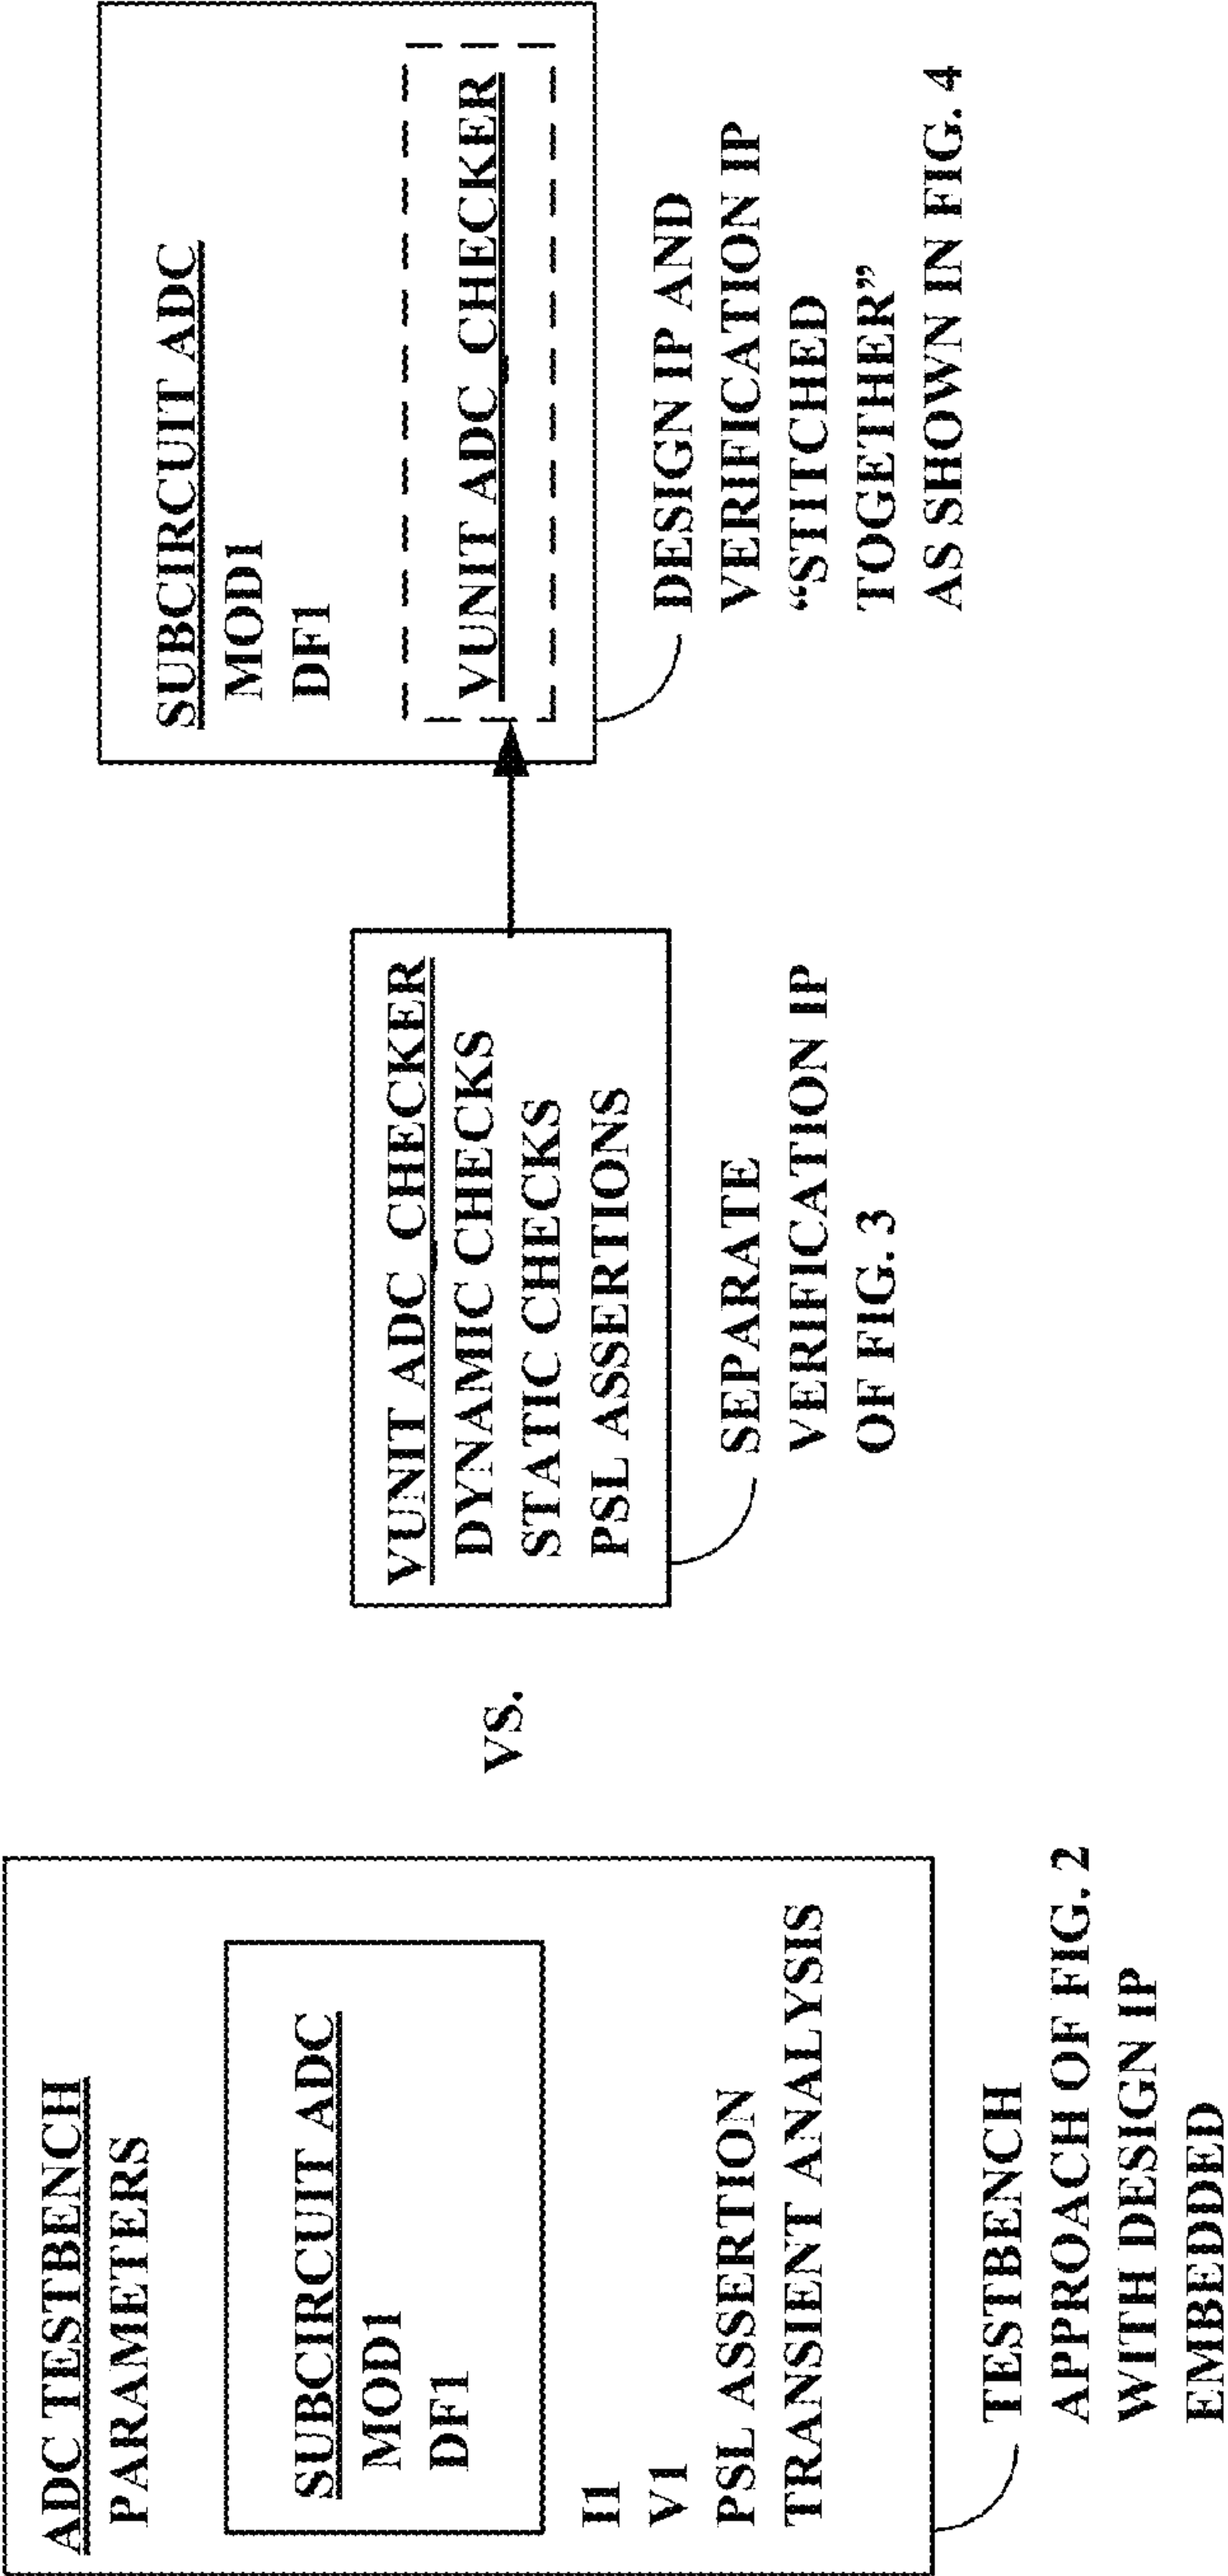 ADC TESTBENCH
PARAMETERS
SUBCIRCUIT ADC
MOD1
DF1
I1
V1
PSL ASSERTION
TRANSIENT ANALYSIS
TESTBENCH
APPROACH OF FIG. 2
WITH DESIGN IP
EMBEDDED
VS.
VUNIT ADC_CHECKER
DYNAMIC CHECKS
STATIC CHECKS
PSL ASSERTIONS
SEPARATE
VERIFICATION IP
OF FIG. 3
SUBCIRCUIT ADC
MOD1
DF1
VUNIT ADC_CHECKER
DESIGN IP AND
VERIFICATION IP
“STITCHED
TOGETHER”
AS SHOWN IN FIG. 4